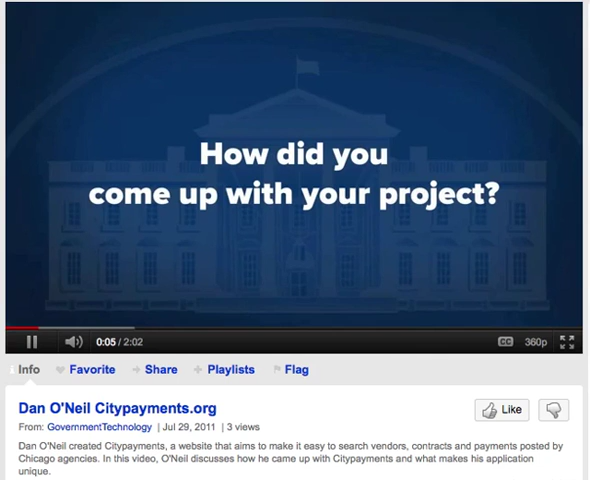 How did you
come up with your project?
0:05 / 2:02
CC
360p
Info
Favorite
Share
Playlists
Flag
Dan O'Neil Citypayments.org
Like
From: GovernmentTechnology | Jul 29, 2011 | 3 views
Dan O'Neil created Citypayments, a website that aims to make it easy to search vendors, contracts and payments posted by
Chicago agencies. In this video, O'Neil discusses how he came up with Citypayments and what makes his application
unique.